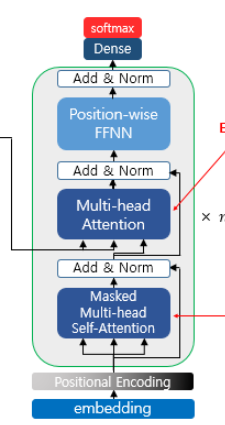 softmax
Dense
Add & Norm
Position-wise
FFNN
Add & Norm
E
Multi-head
Attention
× n
Add & Norm
Masked
Multi-head
Self-Attention
Positional Encoding
embedding